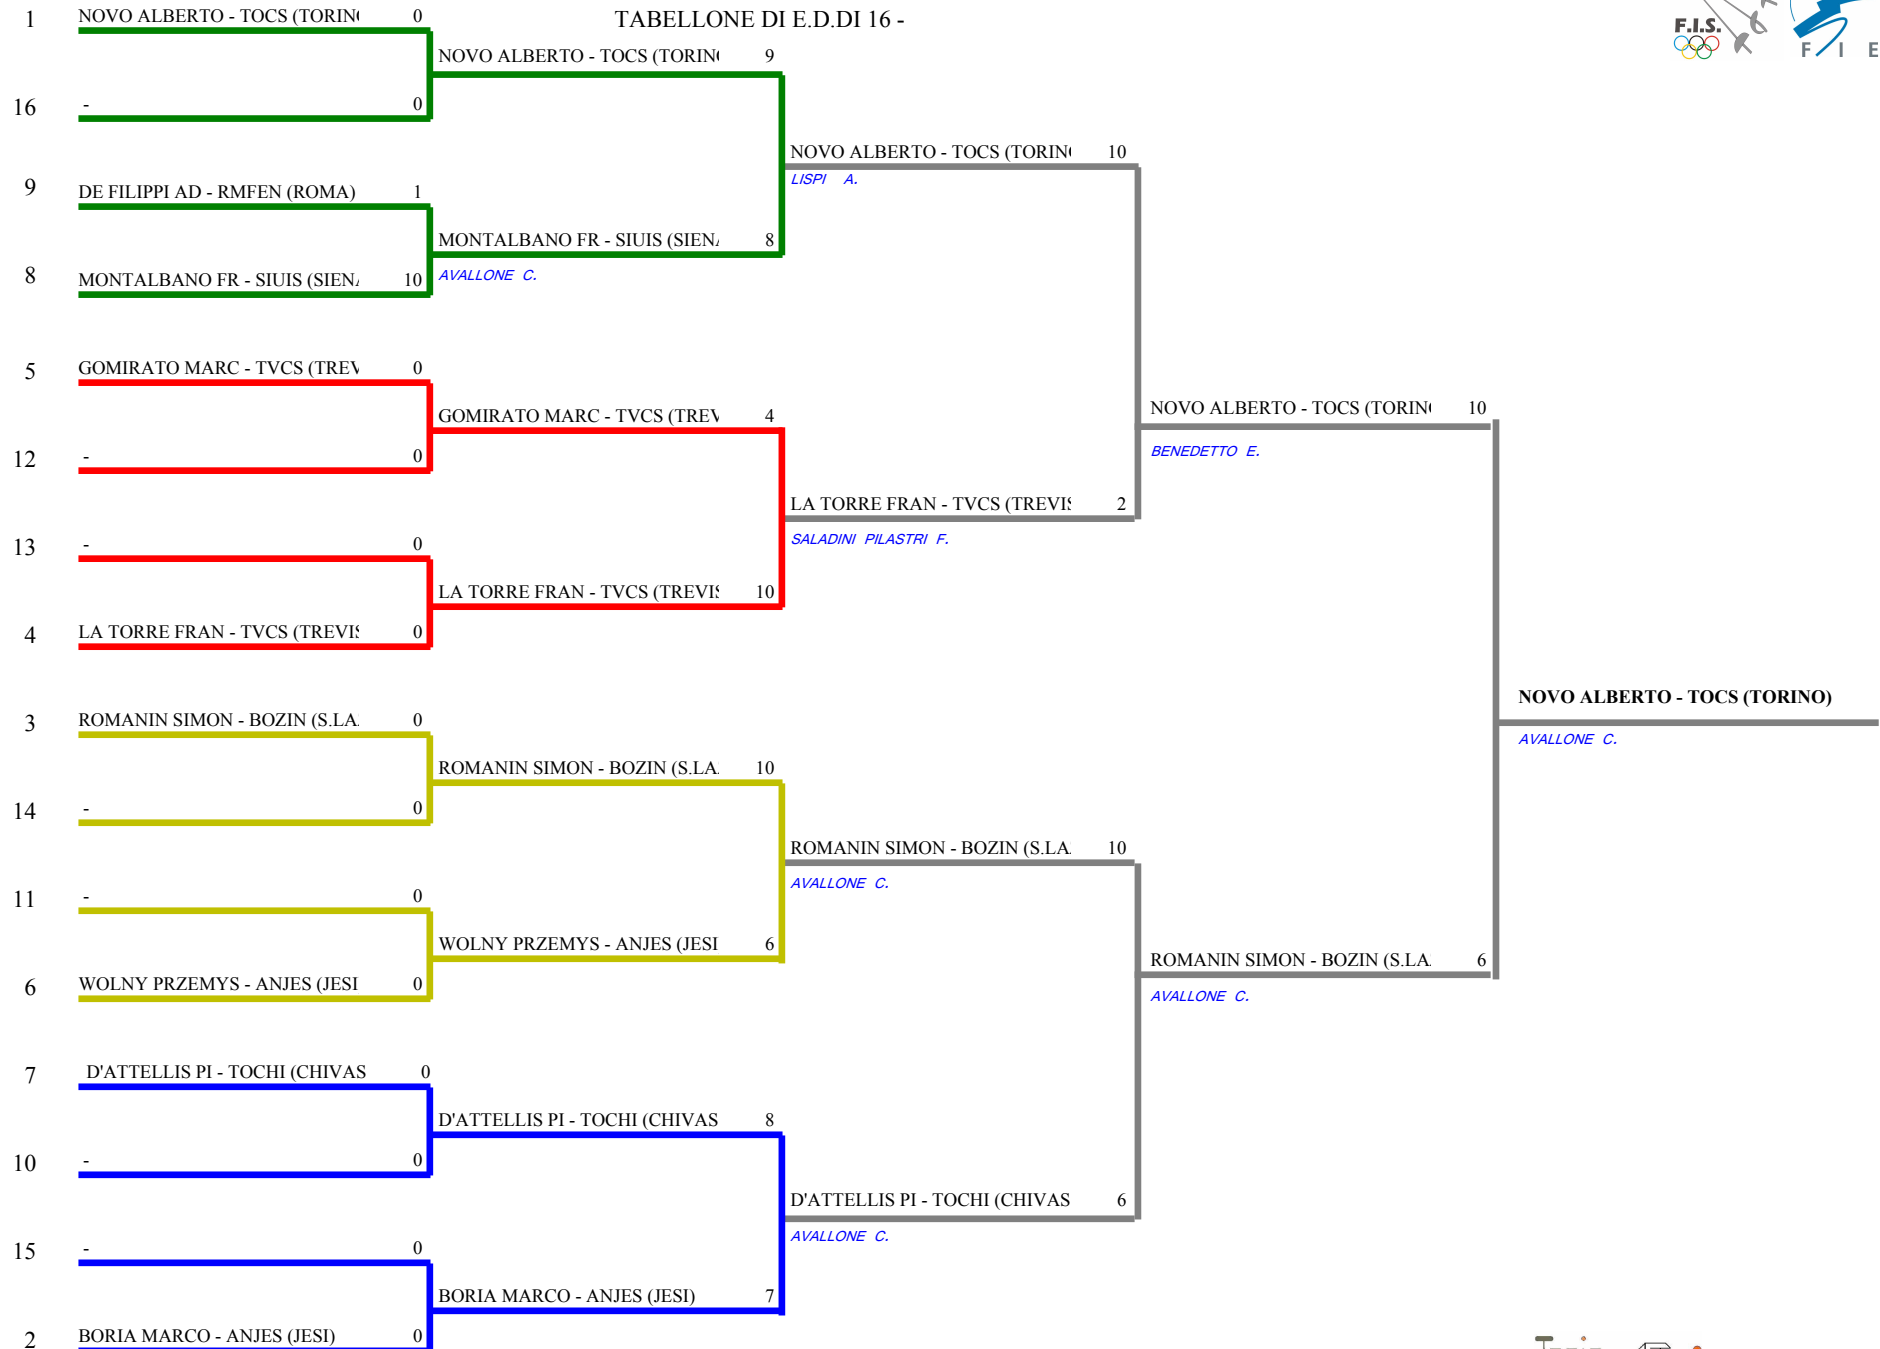 TABELLONE DI E.D.DI 16 -
F.I.S.
F I E
1 NOVO ALBERTO - TOCS (TORIN 0
NOVO ALBERTO - TOCS (TORIN 9
16 - 0
NOVO ALBERTO - TOCS (TORIN 10
LISPI A.
9 DE FILIPPI AD - RMFEN (ROMA) 1
MONTALBANO FR - SIUIS (SIEN 8
AVALLONE C.
8 MONTALBANO FR - SIUIS (SIEN 10
5 GOMIRATO MARC - TVCS (TREV 0
GOMIRATO MARC - TVCS (TREV 4
NOVO ALBERTO - TOCS (TORIN 10
BENEDETTO E.
12 - 0
LA TORRE FRAN - TVCS (TREVIS 2
SALADINI PILASTRI F.
13 - 0
LA TORRE FRAN - TVCS (TREVIS 10
4 LA TORRE FRAN - TVCS (TREVIS 0
NOVO ALBERTO - TOCS (TORINO)
AVALLONE C.
3 ROMANIN SIMON - BOZIN (S.LA 0
ROMANIN SIMON - BOZIN (S.LA 10
14 - 0
ROMANIN SIMON - BOZIN (S.LA 10
AVALLONE C.
11 - 0
WOLNY PRZEMYS - ANJES (JESI 6
ROMANIN SIMON - BOZIN (S.LA 6
AVALLONE C.
6 WOLNY PRZEMYS - ANJES (JESI 0
7 D'ATTELLIS PI - TOCHI (CHIVAS 0
D'ATTELLIS PI - TOCHI (CHIVAS 8
10 - 0
D'ATTELLIS PI - TOCHI (CHIVAS 6
AVALLONE C.
15 - 0
BORIA MARCO - ANJES (JESI) 7
2 BORIA MARCO - ANJES (JESI) 0